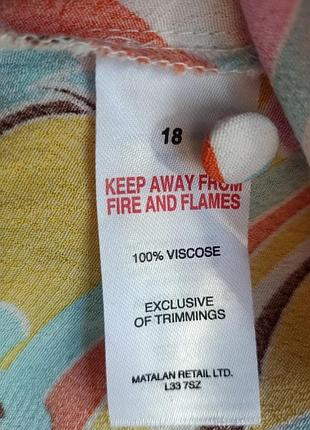 18
KEEP AWAY FROM
FIRE AND FLAMES
100% VISCOSE
EXCLUSIVE
OF TRIMMINGS
MATALAN RETAIL LTD.
L33 7SZ